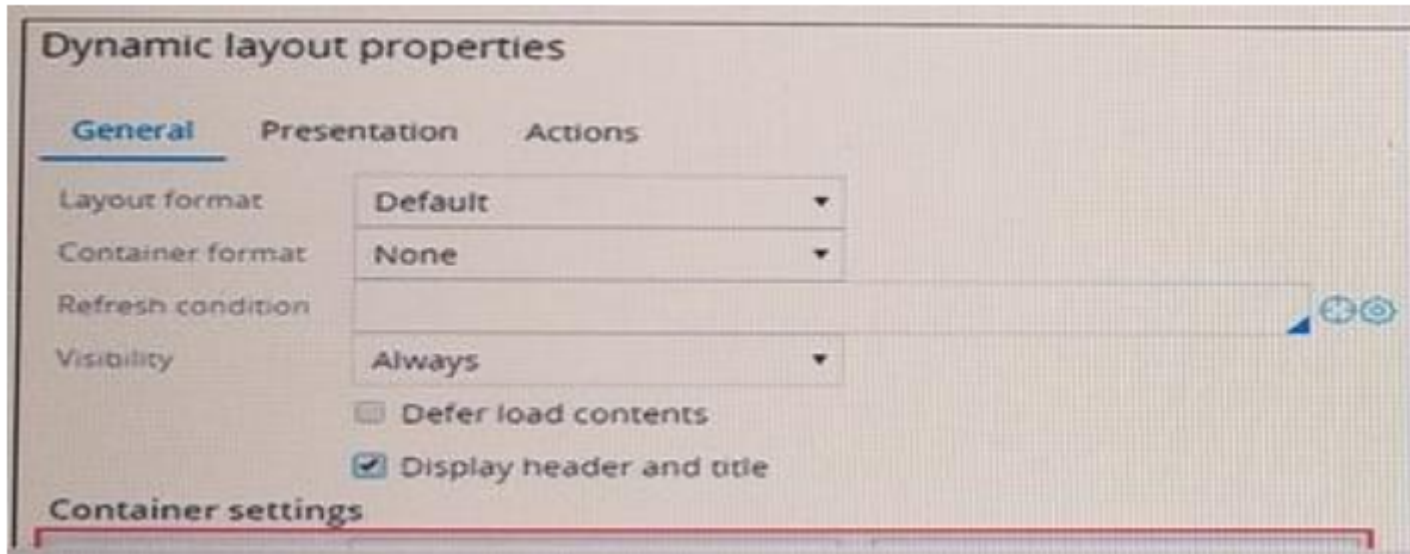 Dynamic layout properties
General Presentation Actions
Layout format Default
Container format None
Refresh condition
Visibility Always
Defer load contents
Display header and title
Container settings